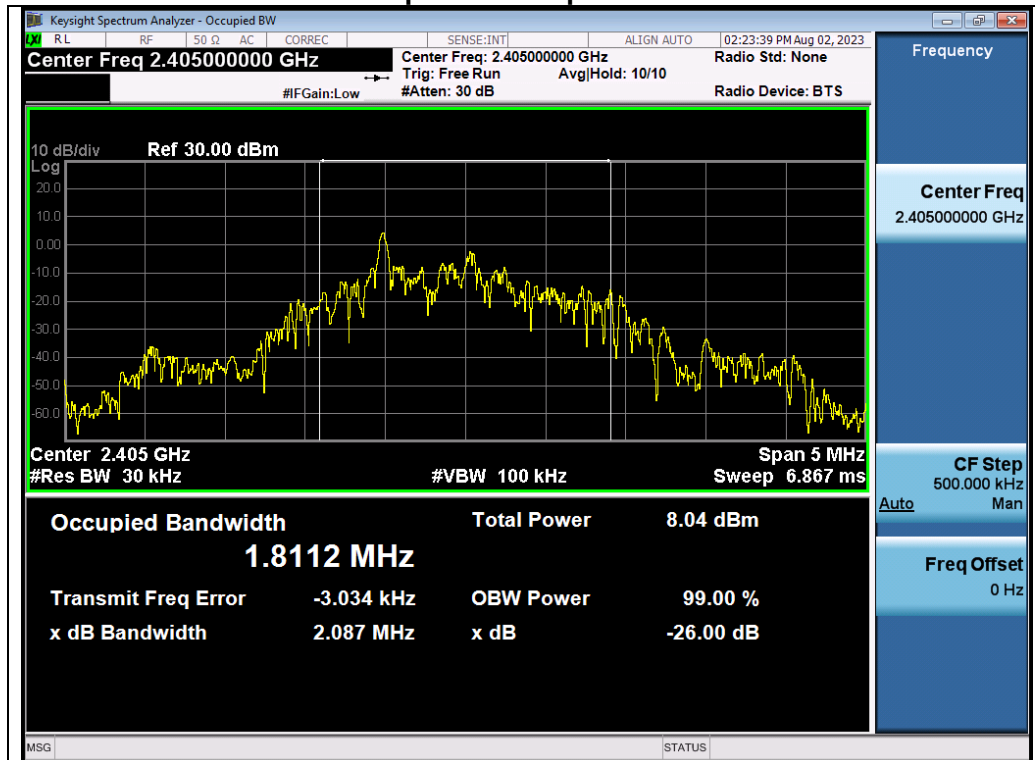 Keysight Spectrum Analyzer - Occupied BW
LXI RL RF 50 Ω AC CORREC SENSE:INT ALIGN AUTO 02:23:39 PM Aug 02, 2023
Center Freq 2.405000000 GHz
Center Freq: 2.405000000 GHz Radio Std: None
Trig: Free Run Avg|Hold: 10/10
#IFGain:Low #Atten: 30 dB Radio Device: BTS
10 dB/div Ref 30.00 dBm
Log
20.0
10.0
0.00
-10.0
-20.0
-30.0
-40.0
-50.0
-60.0
Center 2.405 GHz Span 5 MHz
#Res BW 30 kHz #VBW 100 kHz Sweep 6.867 ms
Occupied Bandwidth Total Power 8.04 dBm
1.8112 MHz
Transmit Freq Error -3.034 kHz OBW Power 99.00 %
x dB Bandwidth 2.087 MHz x dB -26.00 dB
MSG STATUS
Frequency
Center Freq
2.405000000 GHz
CF Step
500.000 kHz
Auto Man
Freq Offset
0 Hz